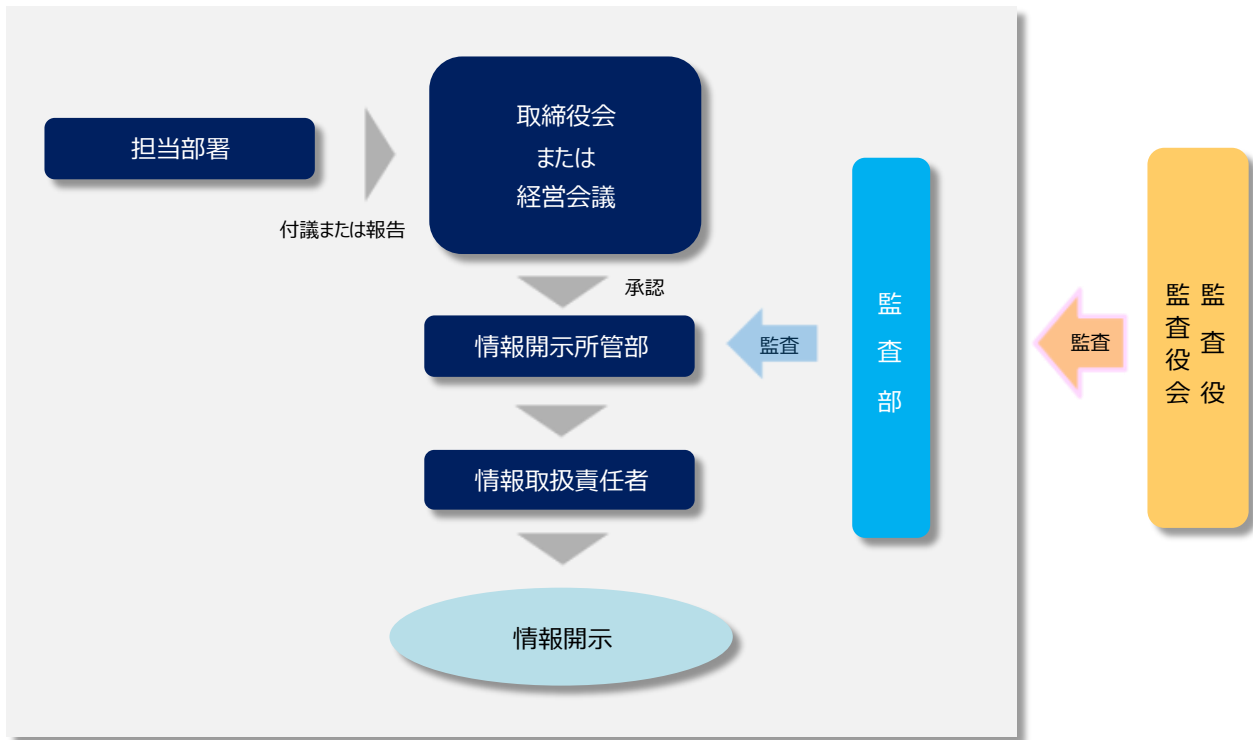 担当部署
付議または報告
取締役会
または
経営会議
承認
情報開示所管部
情報取扱責任者
情報開示
監査
監査部
監査
監査役
監査役会